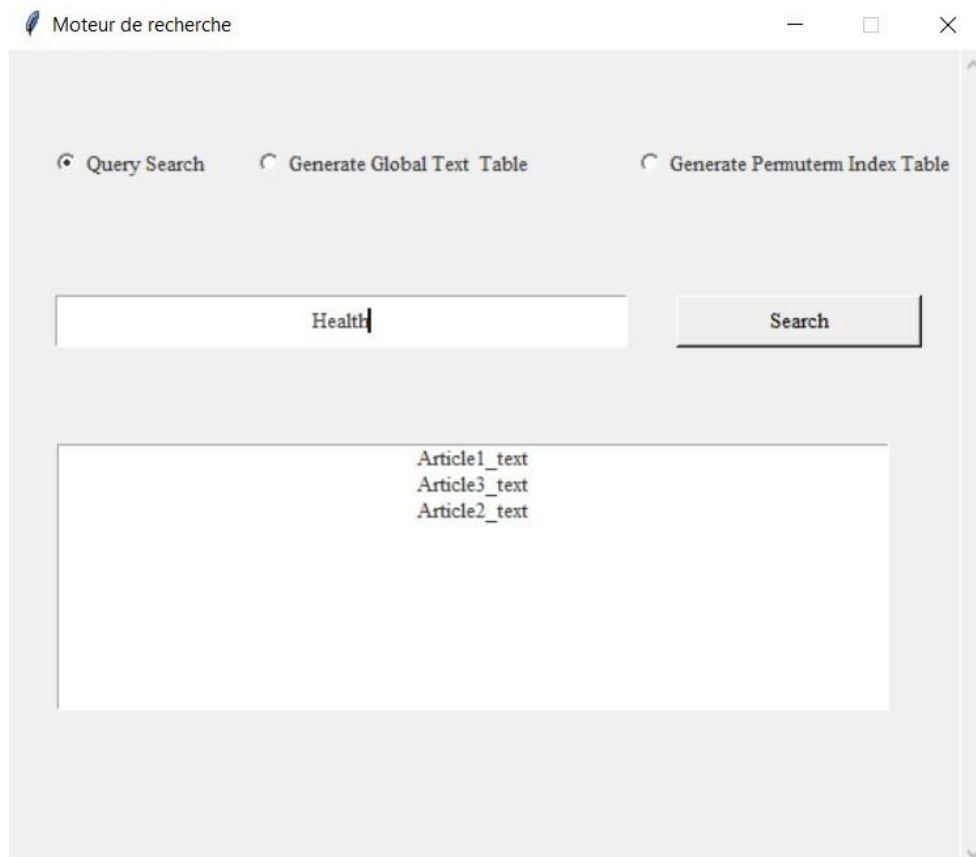 Moteur de recherche
Query Search Generate Global Text Table Generate Permuterm Index Table
Health Search
Article1_text
Article3_text
Article2_text